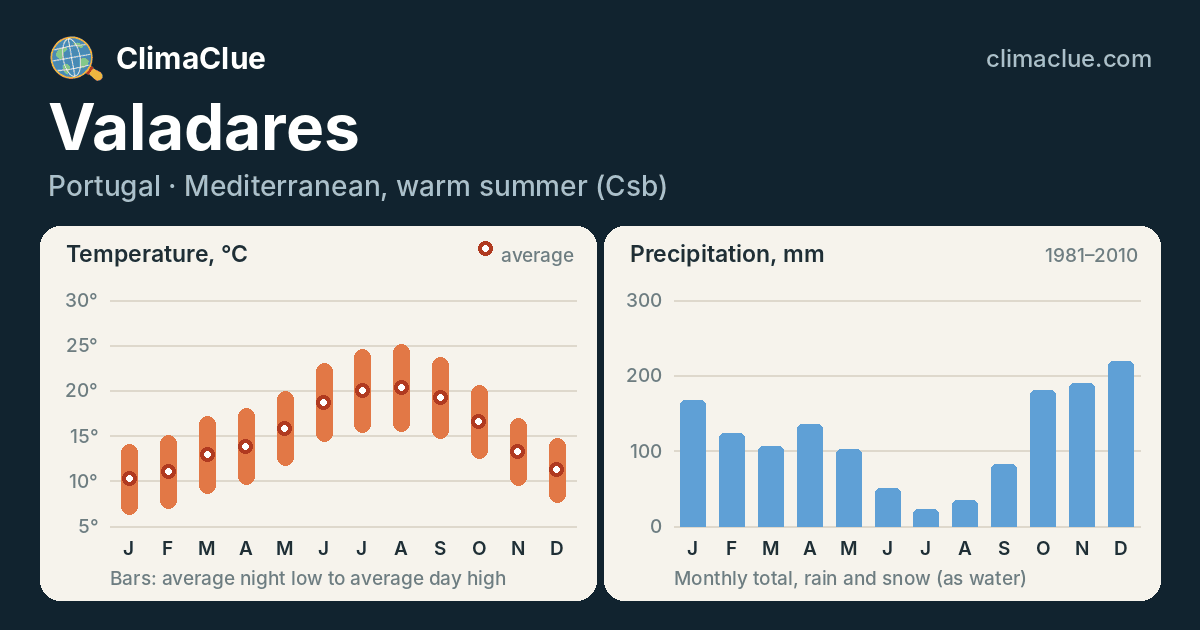 ClimaClue
climaclue.com
Valadares
Portugal · Mediterranean, warm summer (Csb)
Temperature, °C
average
30°
25°
20°
15°
10°
5°
J F M A M J J A S O N D
Bars: average night low to average day high
Precipitation, mm
1981–2010
300
200
100
0
J F M A M J J A S O N D
Monthly total, rain and snow (as water)